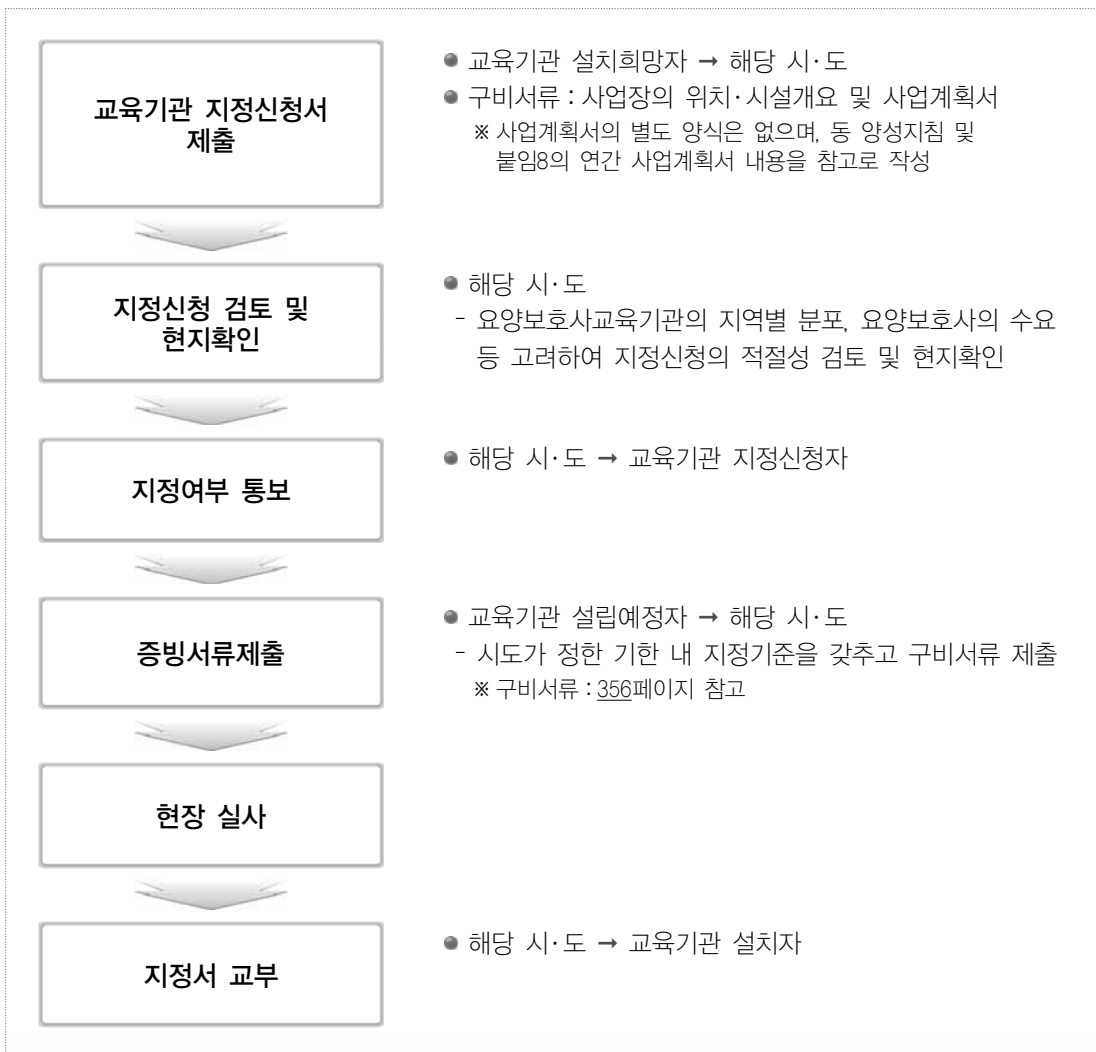 교육기관 지정신청서
제출
● 교육기관 설치희망자 → 해당 시·도
● 구비서류 : 사업장의 위치·시설개요 및 사업계획서
※ 사업계획서의 별도 양식은 없으며, 동 양성지침 및
붙임8의 연간 사업계획서 내용을 참고로 작성
지정신청 검토 및
현지확인
● 해당 시·도
- 요양보호사교육기관의 지역별 분포, 요양보호사의 수요
등 고려하여 지정신청의 적절성 검토 및 현지확인
지정여부 통보
● 해당 시·도 → 교육기관 지정신청자
증빙서류제출
● 교육기관 설립예정자 → 해당 시·도
- 시도가 정한 기한 내 지정기준을 갖추고 구비서류 제출
※ 구비서류 : 356페이지 참고
현장 실사
지정서 교부
● 해당 시·도 → 교육기관 설치자